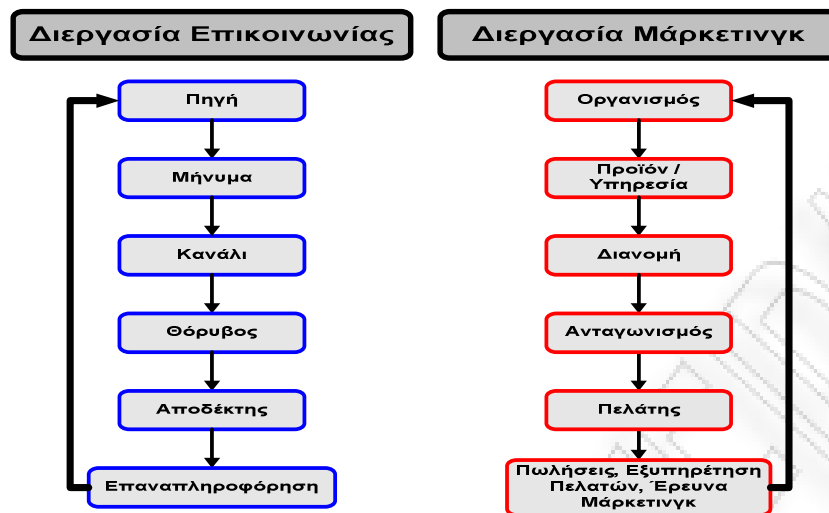 Διεργασία Επικοινωνίας
Πηγή
Μήνυμα
Κανάλι
Θόρυβος
Αποδέκτης
Επαναπληροφόρηση
Διεργασία Μάρκετινγκ
Οργανισμός
Προϊόν /
Υπηρεσία
Διανομή
Ανταγωνισμός
Πελάτης
Πωλήσεις, Εξυπηρέτηση
Πελατών, Έρευνα
Μάρκετινγκ